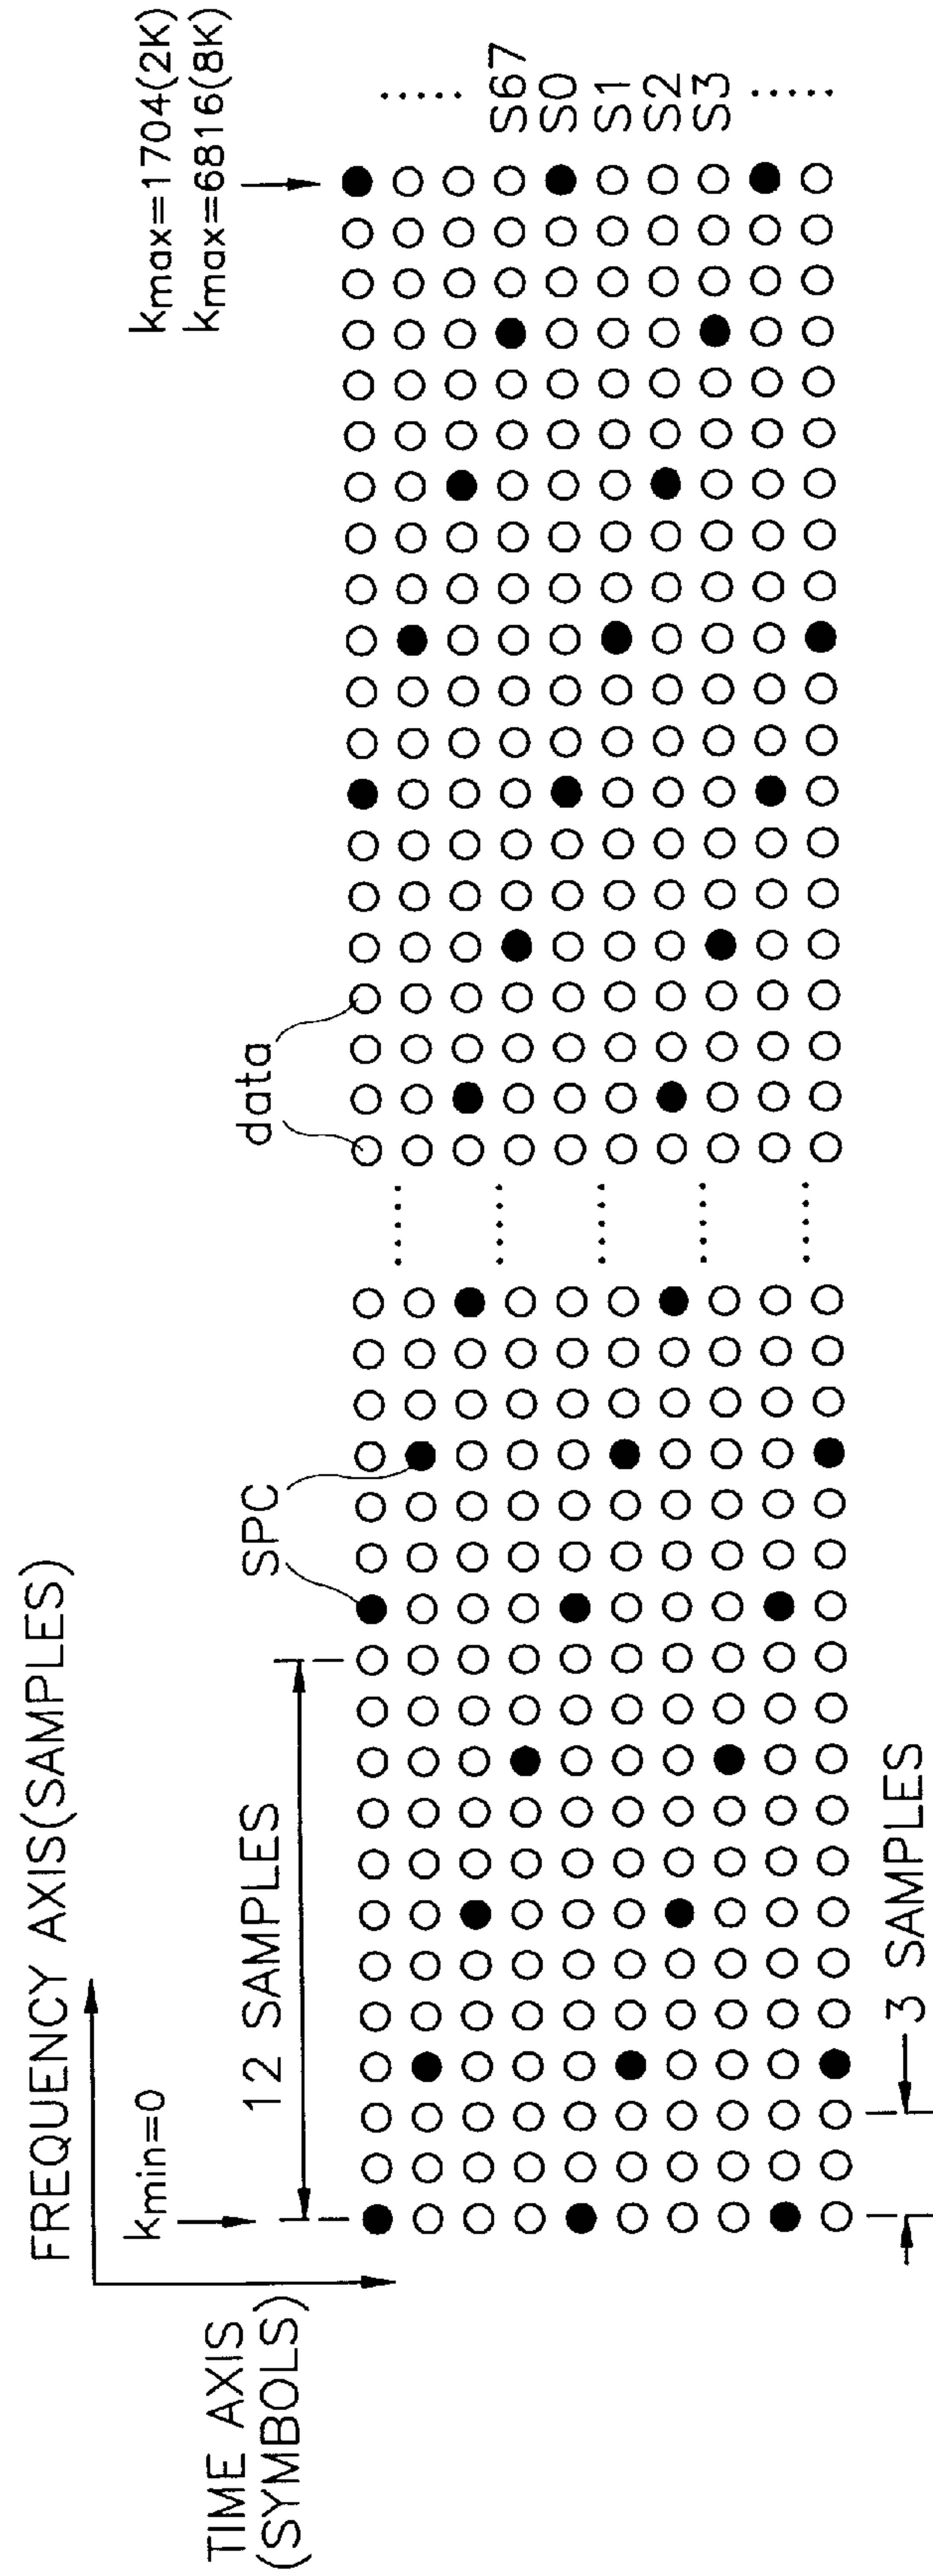 FREQUENCY AXIS(SAMPLES)
TIME AXIS
(SYMBOLS)
kmin=0
kmax=1704(2K)
kmax=6816(8K)
12 SAMPLES
SPC
data
.....
S67
S0
S1
S2
S3
.....
.....
.....
.....
.....
.....
3 SAMPLES